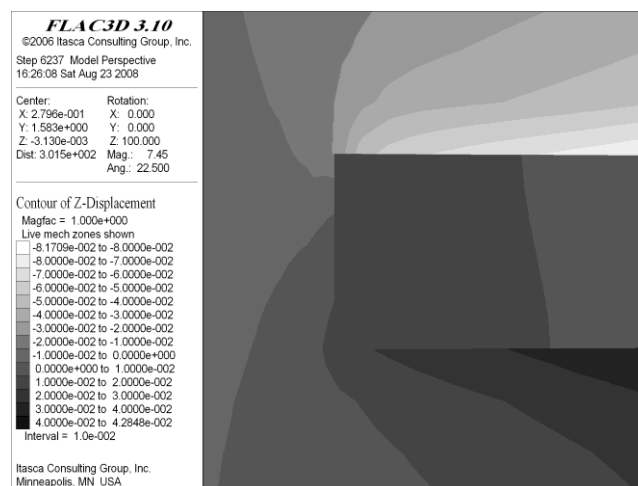 FLAC3D 3.10
©2006 Itasca Consulting Group, Inc.
Step 6237 Model Perspective
16:26:08 Sat Aug 23 2008
Center: Rotation:
X: 2.796e-001 X: 0.000
Y: 1.583e+000 Y: 0.000
Z: -3.130e-003 Z: 100.000
Dist: 3.015e+002 Mag.: 7.45
Ang.: 22.500
Contour of Z-Displacement
Magfac = 1.000e+000
Live mech zones shown
-8.1709e-002 to -8.0000e-002
-8.0000e-002 to -7.0000e-002
-7.0000e-002 to -6.0000e-002
-6.0000e-002 to -5.0000e-002
-5.0000e-002 to -4.0000e-002
-4.0000e-002 to -3.0000e-002
-3.0000e-002 to -2.0000e-002
-2.0000e-002 to -1.0000e-002
-1.0000e-002 to 0.0000e+000
0.0000e+000 to 1.0000e-002
1.0000e-002 to 2.0000e-002
2.0000e-002 to 3.0000e-002
3.0000e-002 to 4.0000e-002
4.0000e-002 to 4.2848e-002
Interval = 1.0e-002
Itasca Consulting Group, Inc.
Minneapolis, MN USA